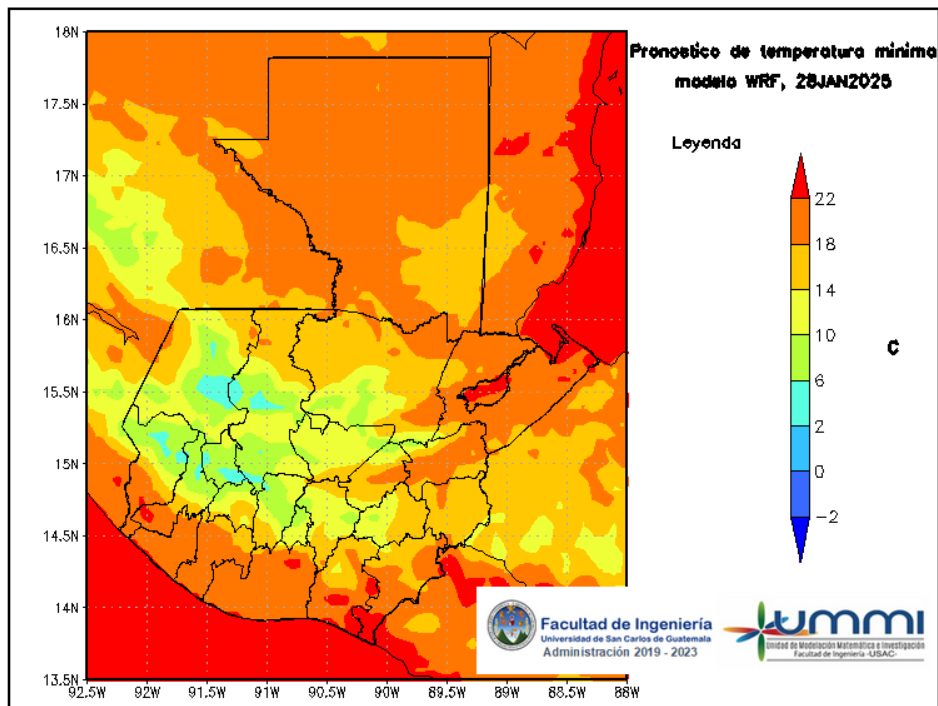 Pronostico de temperatura minima
modelo WRF, 28JAN2025
Leyenda
22
18
14
10
6
2
0
-2
C
18N
17.5N
17N
16.5N
16N
15.5N
15N
14.5N
14N
13.5N
92.5W 92W 91.5W 91W 90.5W 90W 89.5W 89W 88.5W 88W
Facultad de Ingeniería
Universidad de San Carlos de Guatemala
Administración 2019 - 2023
ummi
Unidad de Modelación Matemática e Investigación
Facultad de Ingeniería -USAC-